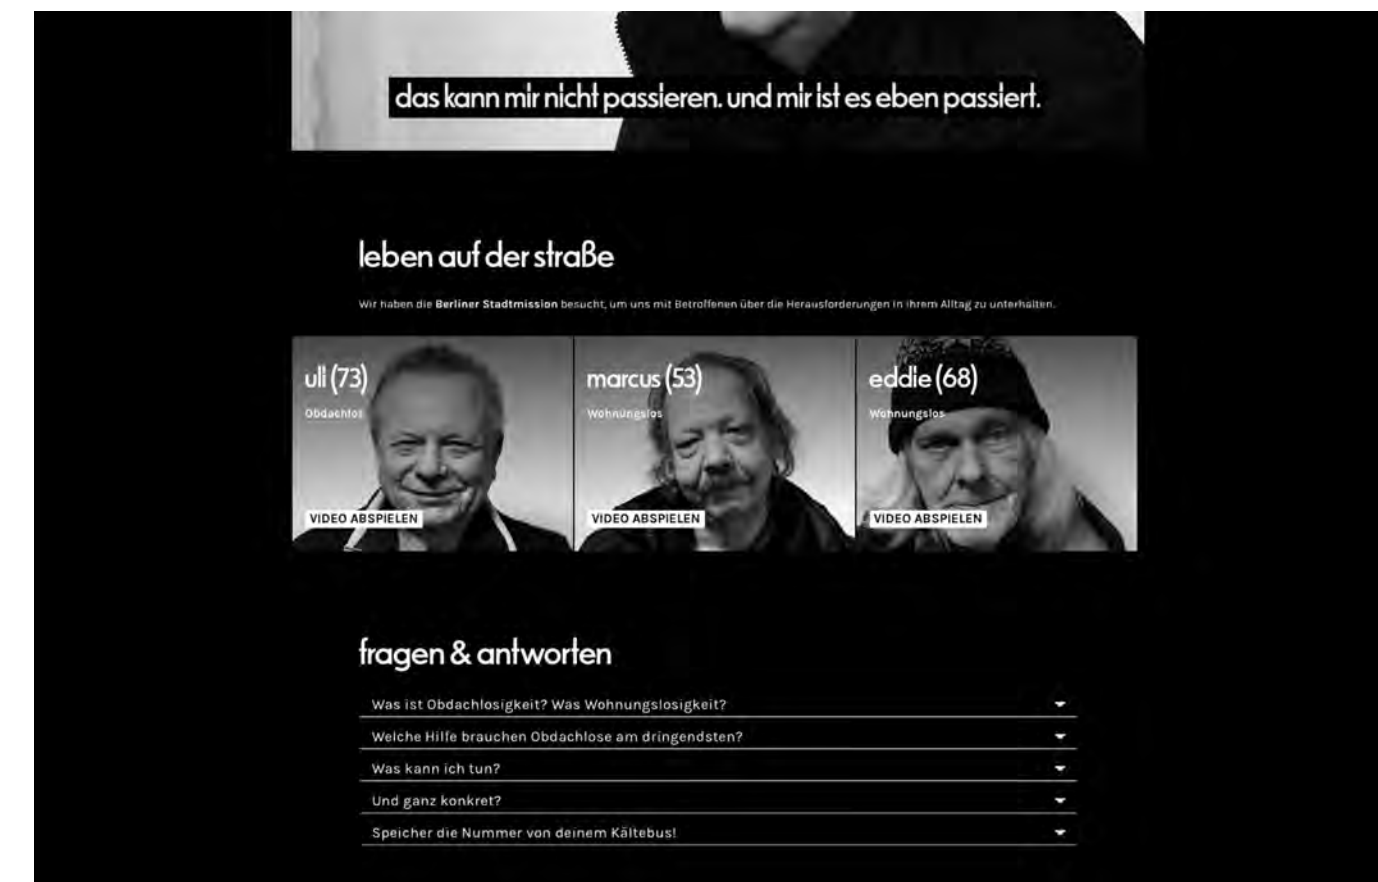 das kann mir nicht passieren. und mir ist es eben passiert.
leben auf der straße
Wir haben die Berliner Stadtmission besucht, um uns mit Betroffenen über die Herausforderungen in ihrem Alltag zu unterhalten.
uli (73)
Obdachlos
VIDEO ABSPIELEN
marcus (53)
Wohnungslos
VIDEO ABSPIELEN
eddie (68)
Wohnungslos
VIDEO ABSPIELEN
fragen & antworten
Was ist Obdachlosigkeit? Was Wohnungslosigkeit?
Welche Hilfe brauchen Obdachlose am dringendsten?
Was kann ich tun?
Und ganz konkret?
Speicher die Nummer von deinem Kältebus!